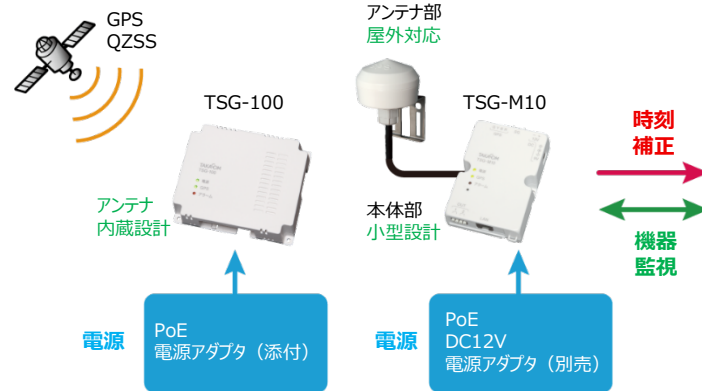 GPS
QZSS
アンテナ部
屋外対応
TSG-100
TSG-M10
時刻
補正
アンテナ
内蔵設計
本体部
小型設計
機器
監視
電源
PoE
電源アダプタ（添付）
電源
PoE
DC12V
電源アダプタ（別売）